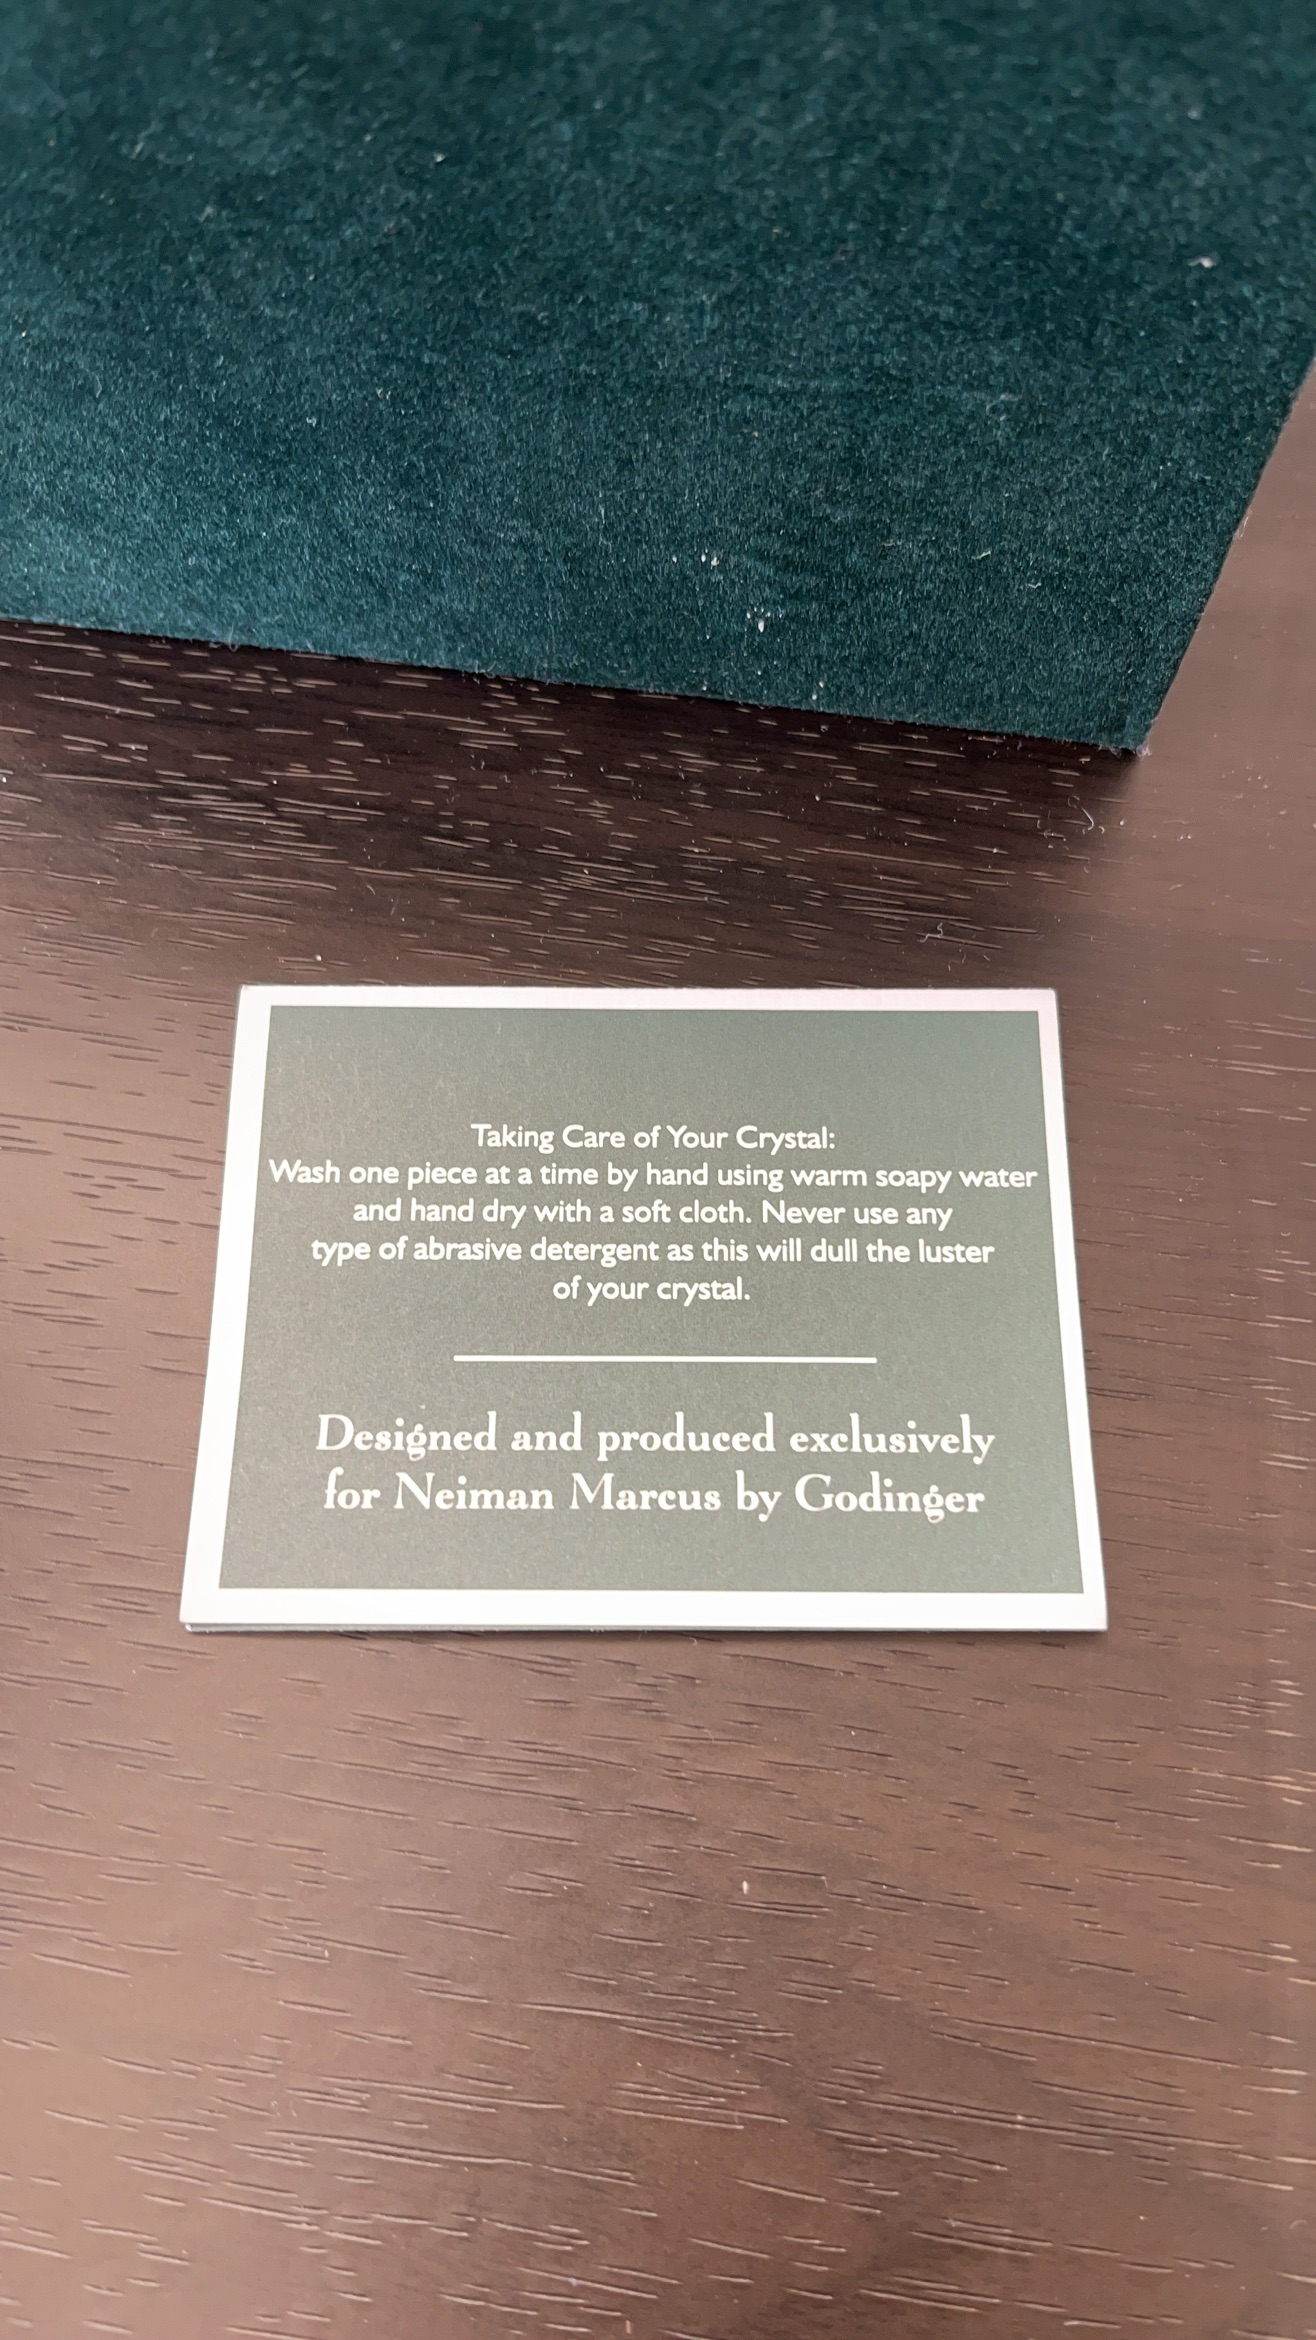 Taking Care of Your Crystal:
Wash one piece at a time by hand using warm soapy water
and hand dry with a soft cloth. Never use any
type of abrasive detergent as this will dull the luster
of your crystal.
Designed and produced exclusively
for Neiman Marcus by Godinger